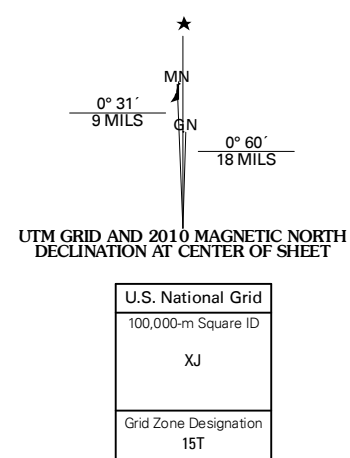 MN
0° 31´
9 MILS
GN
0° 60´
18 MILS
UTM GRID AND 2010 MAGNETIC NORTH
DECLINATION AT CENTER OF SHEET
U.S. National Grid
100,000-m Square ID
XJ
Grid Zone Designation
15T